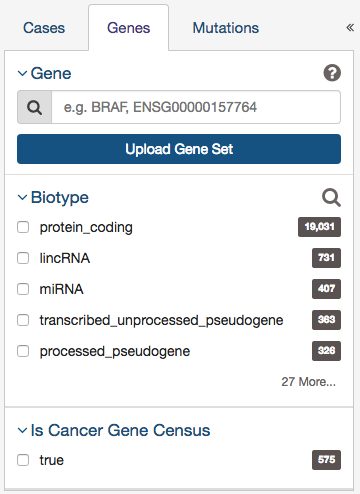 Cases Genes Mutations «
Gene ?
e.g. BRAF, ENSG00000157764
Upload Gene Set
Biotype
protein_coding 19,031
lincRNA 731
miRNA 407
transcribed_unprocessed_pseudogene 363
processed_pseudogene 326
27 More...
Is Cancer Gene Census
true 575